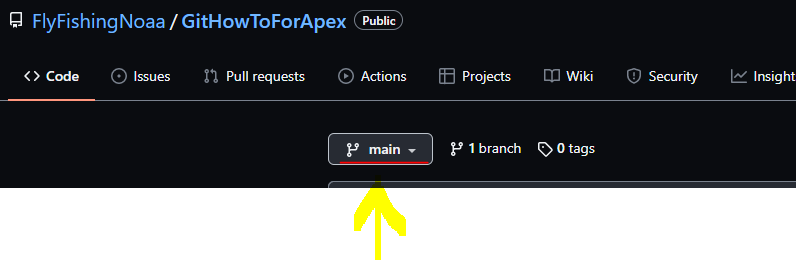 FlyFishingNoaa / GitHowToForApex Public
Code Issues Pull requests Actions Projects Wiki Security Insight
main 1 branch 0 tags